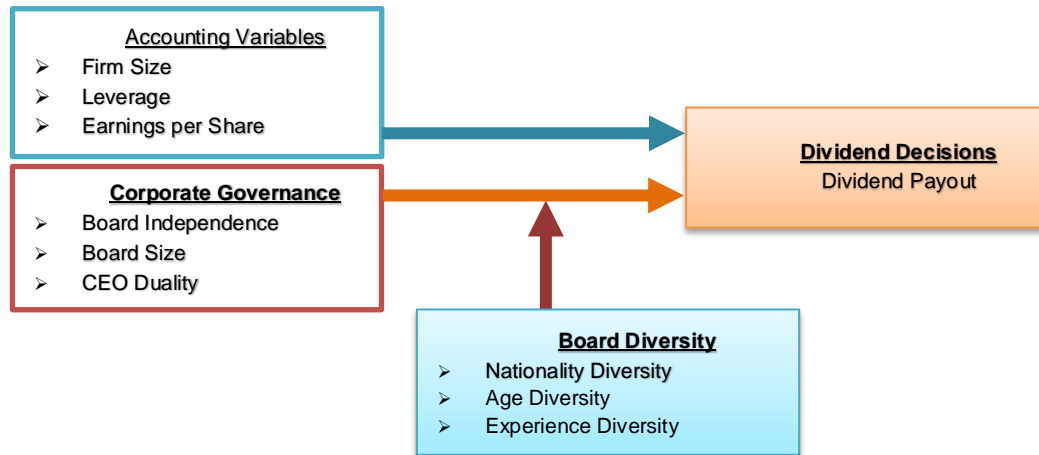 Accounting Variables
➢ Firm Size
➢ Leverage
➢ Earnings per Share
Corporate Governance
➢ Board Independence
➢ Board Size
➢ CEO Duality
Dividend Decisions
Dividend Payout
Board Diversity
➢ Nationality Diversity
➢ Age Diversity
➢ Experience Diversity